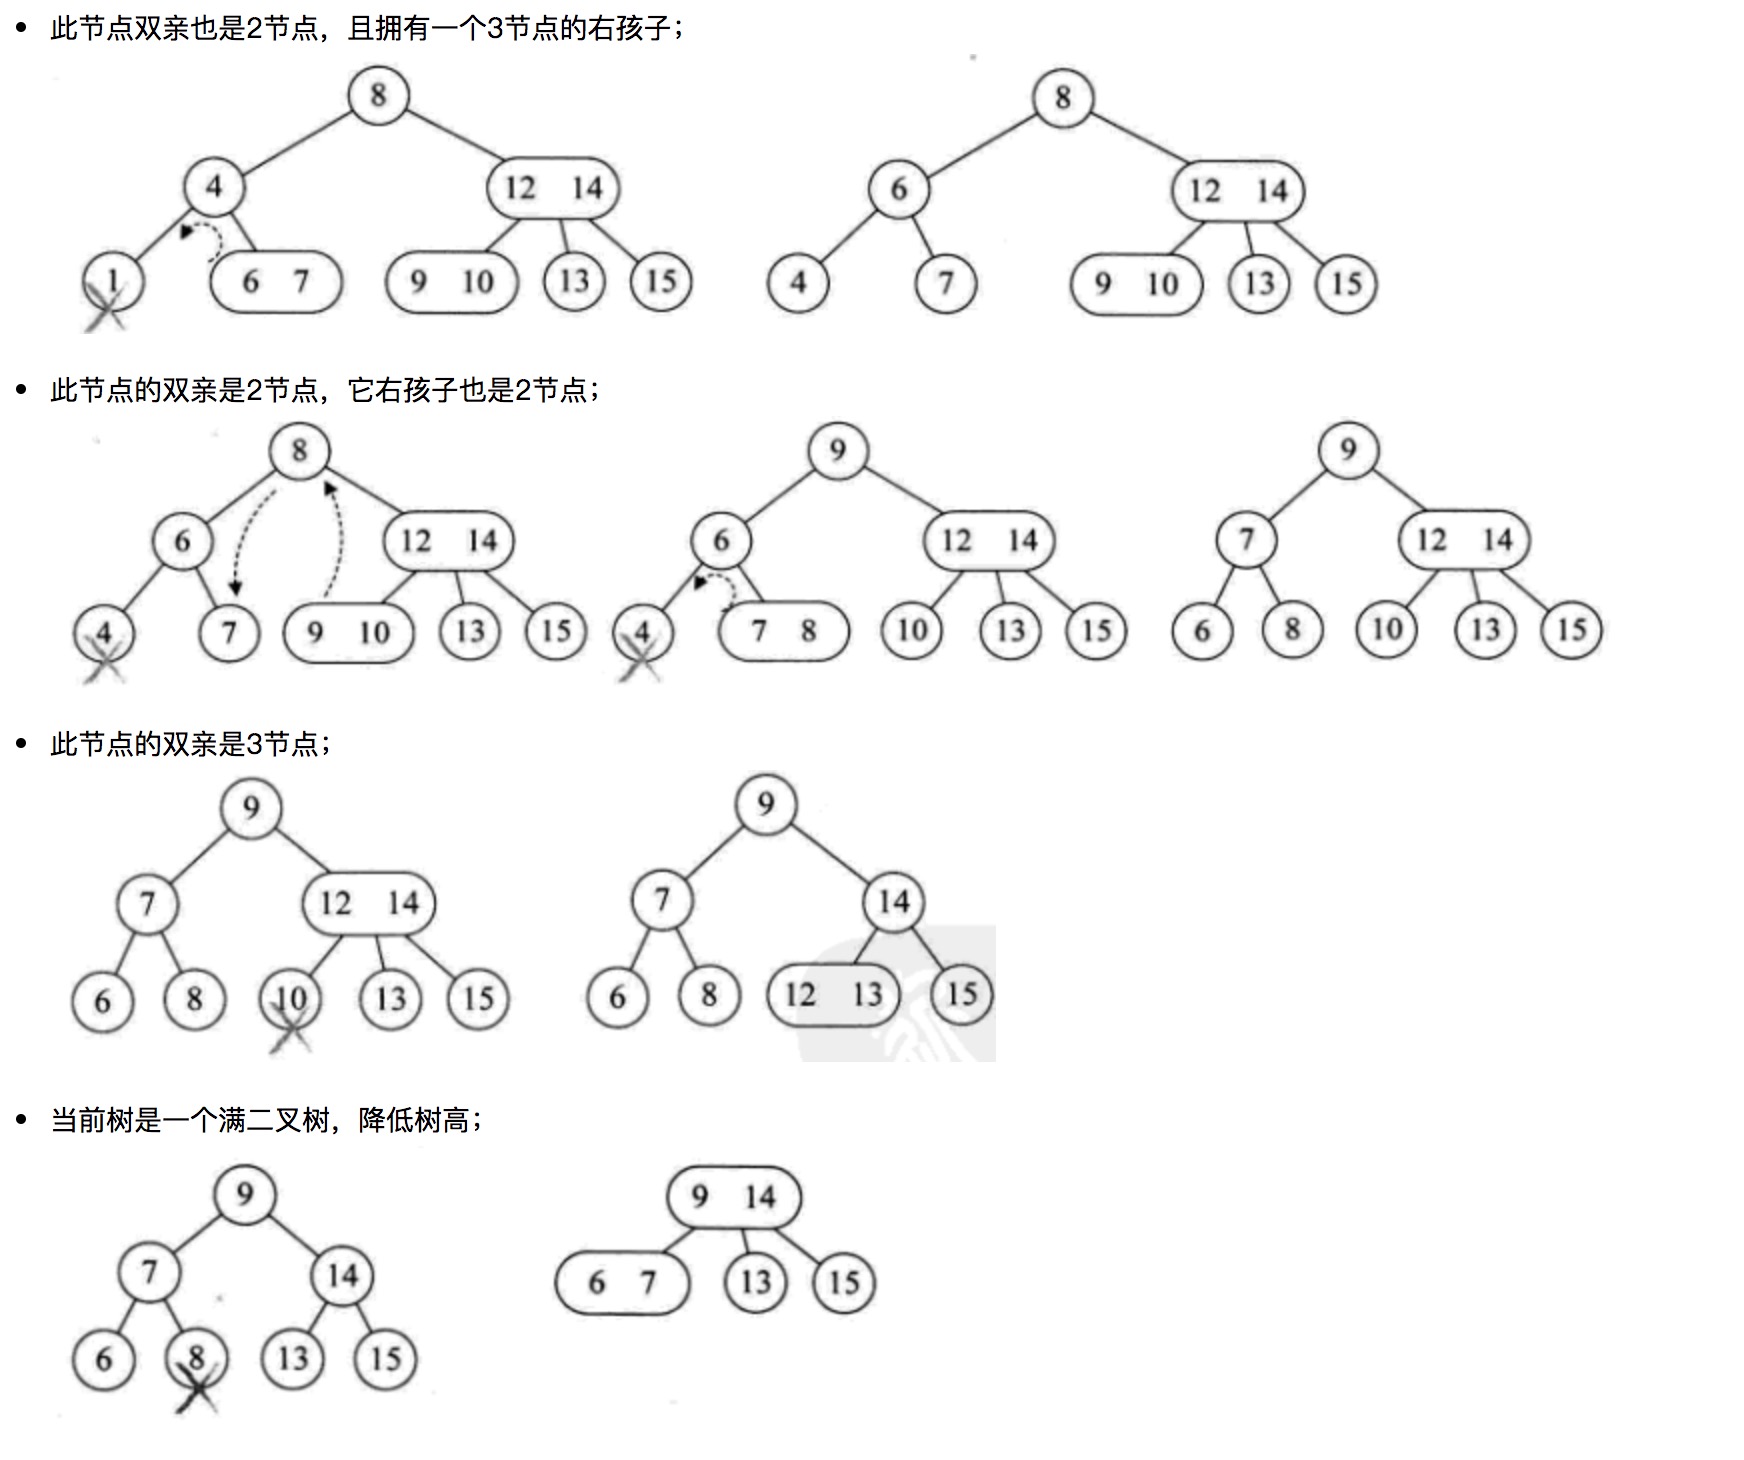 此节点双亲也是2节点，且拥有一个3节点的右孩子；
8 8
4 12 14 6 12 14
1 6 7 9 10 13 15 4 7 9 10 13 15
此节点的双亲是2节点，它右孩子也是2节点；
8 9 9
6 12 14 6 12 14 7 12 14
4 7 9 10 13 15 4 7 8 10 13 15 6 8 10 13 15
此节点的双亲是3节点；
9 9
7 12 14 7 14
6 8 10 13 15 6 8 12 13 15
当前树是一个满二叉树，降低树高；
9 9 14
7 14 6 7 13 15
6 8 13 15